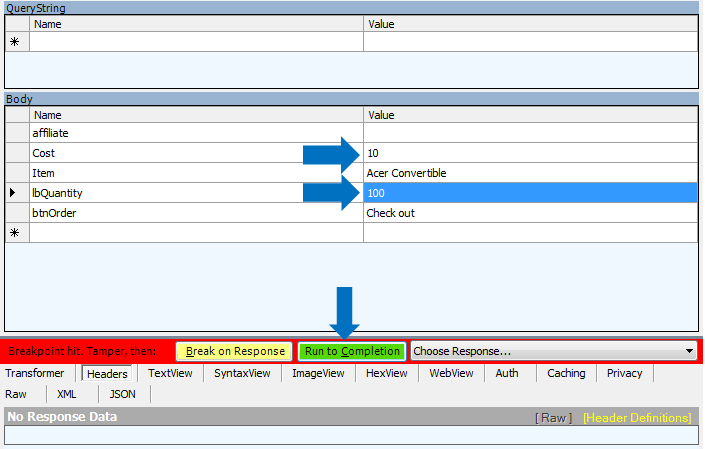 QueryString
Name Value
Body
Name Value
affiliate
Cost 10
Item Acer Convertible
lbQuantity 100
btnOrder Check out
Breakpoint hit. Tamper, then: Break on Response Run to Completion Choose Response...
Transformer Headers TextView SyntaxView ImageView HexView WebView Auth Caching Privacy
Raw XML JSON
No Response Data [ Raw ] [Header Definitions]